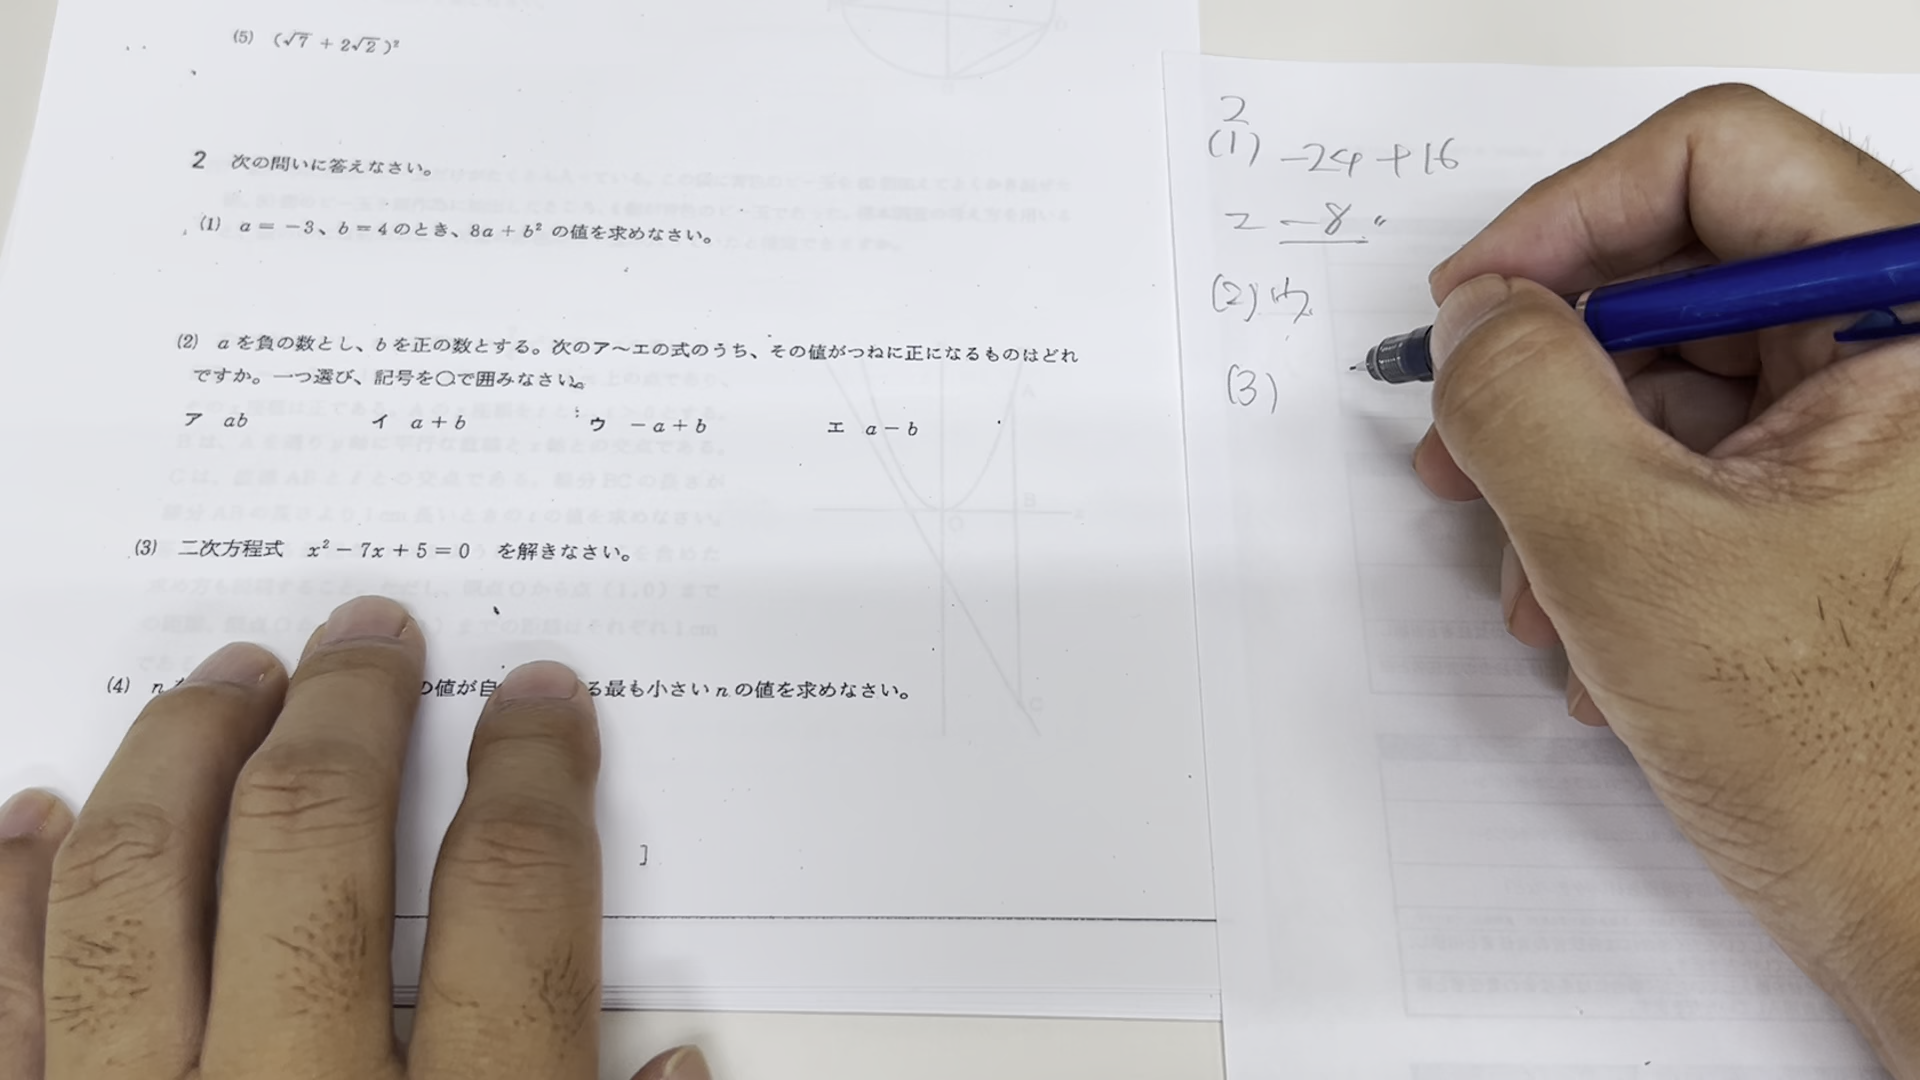 (5) (√7 + 2√2)²
2 次の問いに答えなさい。
(1) a = −3、b = 4 のとき、8a + b² の値を求めなさい。
(2) a を負の数とし、b を正の数とする。次のア〜エの式のうち、その値がつねに正になるものはどれ
ですか。一つ選び、記号を○で囲みなさい。
ア ab イ a + b ウ −a + b エ a − b
(3) 二次方程式 x² − 7x + 5 = 0 を解きなさい。
(4) n の値が自 る最も小さい n の値を求めなさい。
]
2
(1) −24 + 16
= −8
(2) ウ
(3)